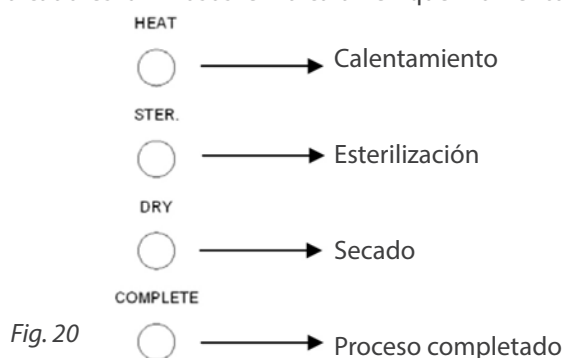 HEAT
Calentamiento
STER.
Esterilización
DRY
Secado
COMPLETE
Fig. 20
Proceso completado